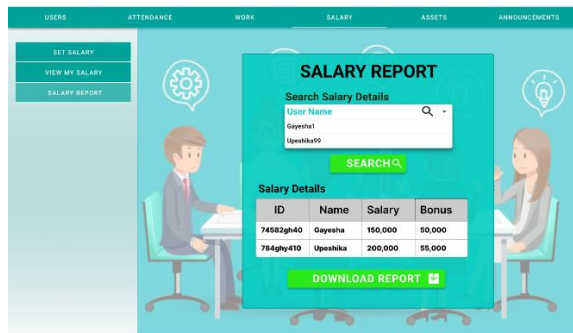 USERS ATTENDANCE WORK SALARY ASSETS ANNOUNCEMENTS
SET SALARY
VIEW MY SALARY
SALARY REPORT
SALARY REPORT
Search Salary Details
User Name
Gayesha1
Upeshika99
SEARCH
Salary Details
ID Name Salary Bonus
74582gh40 Gayesha 150,000 50,000
784ghy410 Upeshika 200,000 55,000
DOWNLOAD REPORT